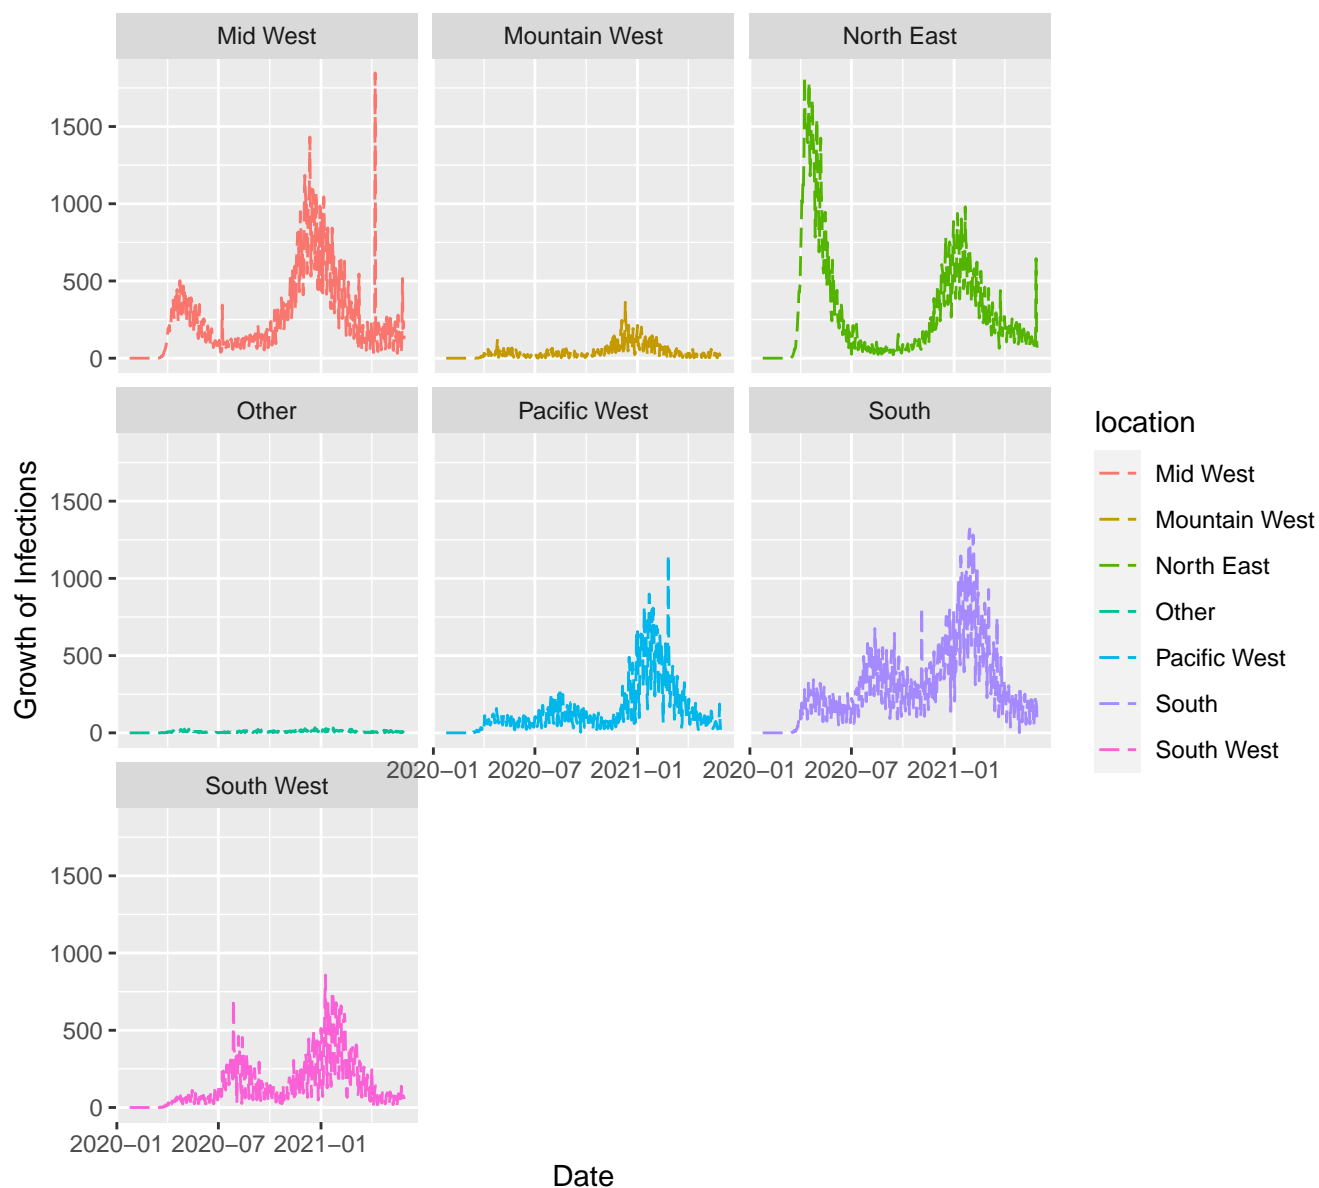 Mid West
Mountain West
North East
1500
1000
500
0
Other
Pacific West
South
1500
1000
500
0
2020–01 2020–07 2021–01
2020–01 2020–07 2021–01
South West
1500
1000
500
0
2020–01 2020–07 2021–01
Date
Growth of Infections
location
Mid West
Mountain West
North East
Other
Pacific West
South
South West